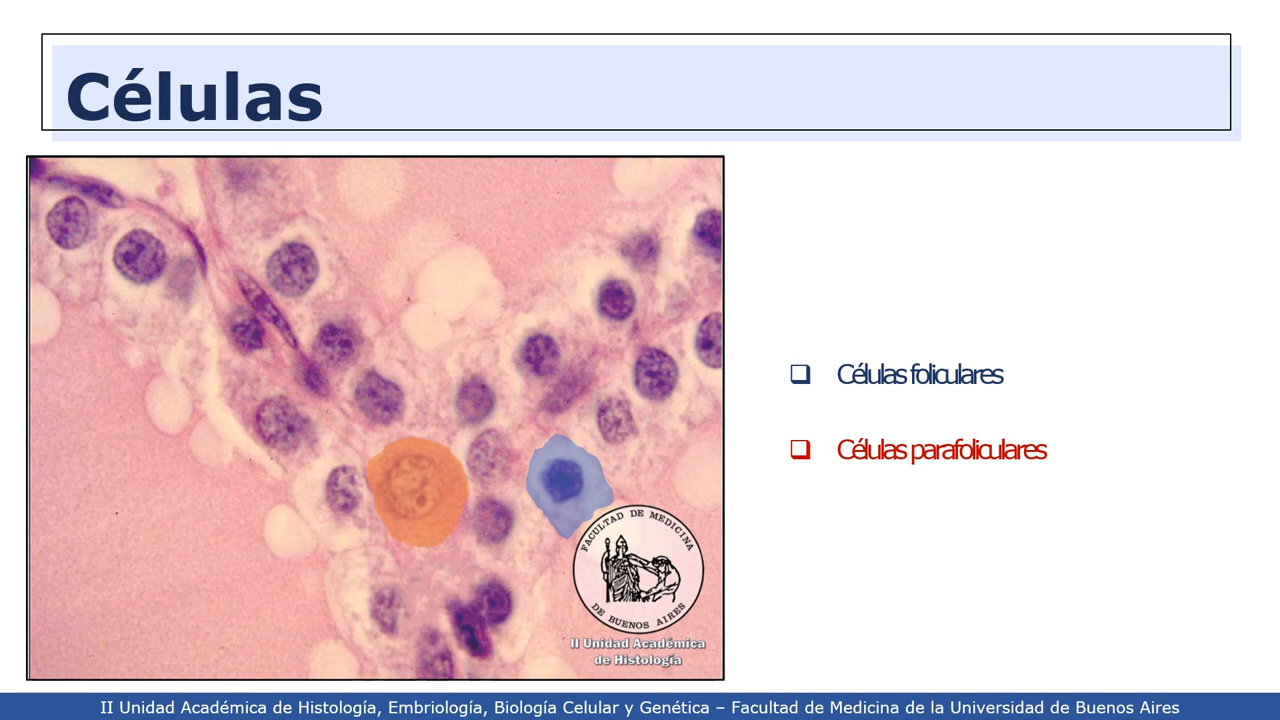 Células
Células foliculares
Células parafoliculares
FACULTAD DE MEDICINA
DE BUENOS AIRES
II Unidad Académica
de Histología
II Unidad Académica de Histología, Embriología, Biología Celular y Genética – Facultad de Medicina de la Universidad de Buenos Aires